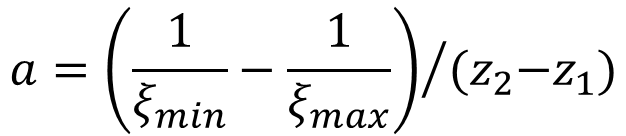 a = (1/ξ_min − 1/ξ_max)/(z_2−z_1)